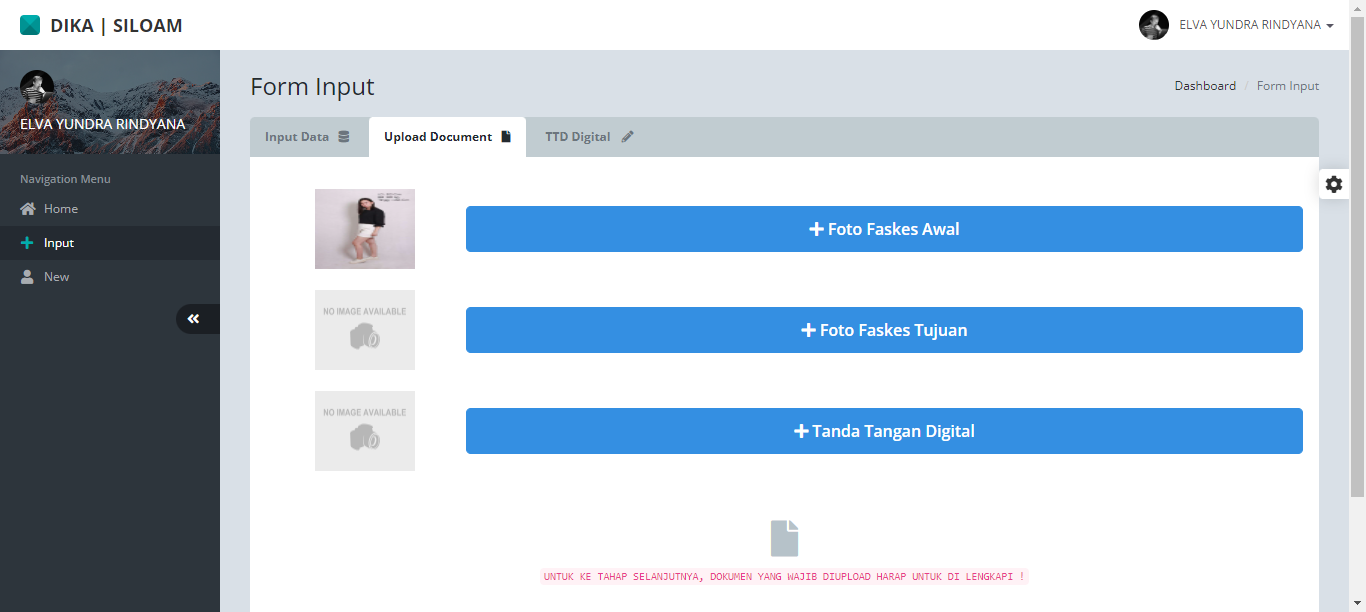 DIKA | SILOAM
ELVA YUNDRA RINDYANA
ELVA YUNDRA RINDYANA
Navigation Menu
Home
Input
New
Form Input
Dashboard / Form Input
Input Data
Upload Document
TTD Digital
Foto Faskes Awal
NO IMAGE AVAILABLE
Foto Faskes Tujuan
NO IMAGE AVAILABLE
Tanda Tangan Digital
UNTUK KE TAHAP SELANJUTNYA, DOKUMEN YANG WAJIB DIUPLOAD HARAP UNTUK DI LENGKAPI !